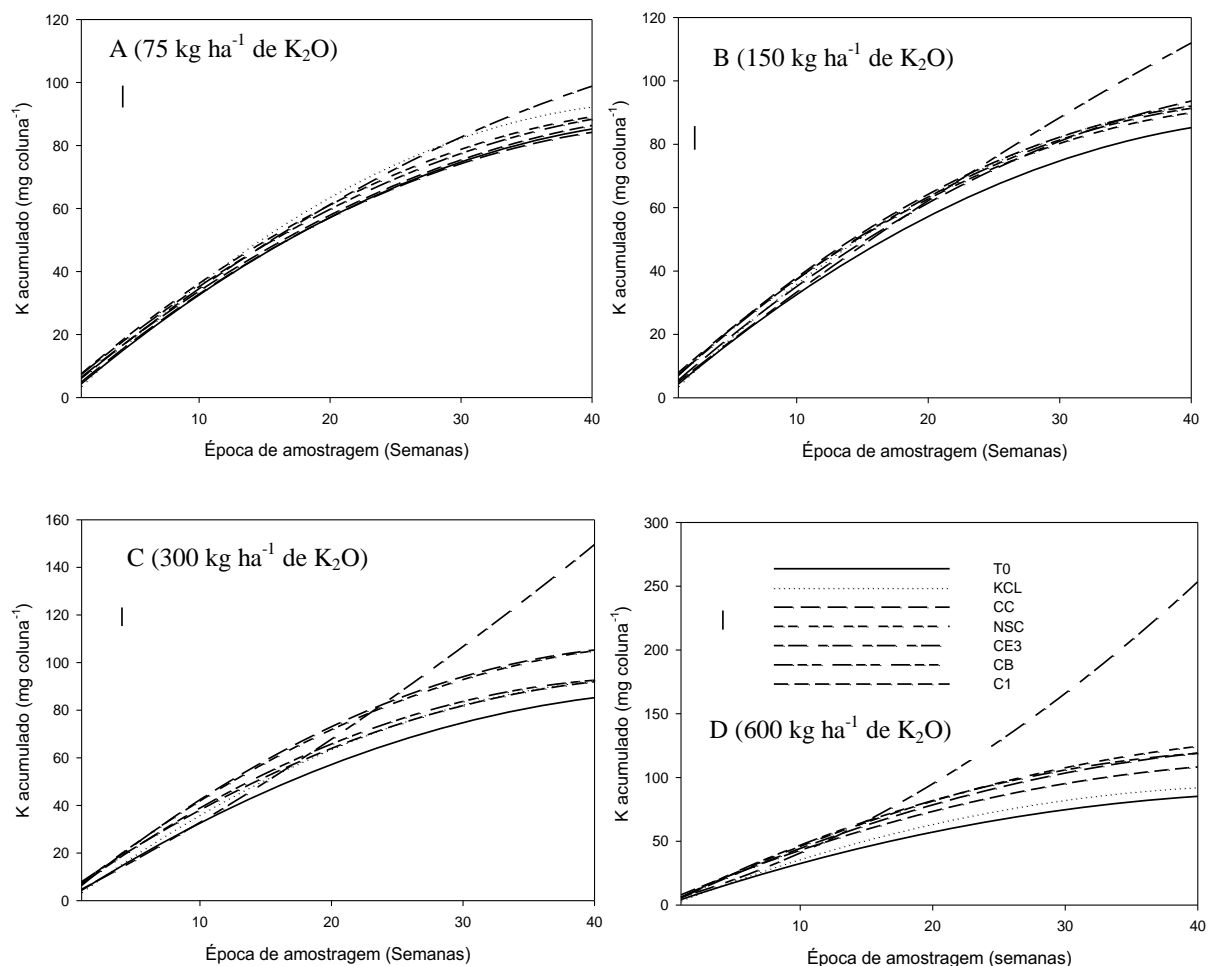 A (75 kg ha⁻¹ de K₂O)
K acumulado (mg coluna⁻¹)
120
100
80
60
40
20
0
10
20
30
40
Época de amostragem (Semanas)
B (150 kg ha⁻¹ de K₂O)
K acumulado (mg coluna⁻¹)
120
100
80
60
40
20
0
10
20
30
40
Época de amostragem (Semanas)
C (300 kg ha⁻¹ de K₂O)
K acumulado (mg coluna⁻¹)
160
140
120
100
80
60
40
20
0
10
20
30
40
Época de amostragem (Semanas)
D (600 kg ha⁻¹ de K₂O)
K acumulado (mg coluna⁻¹)
300
250
200
150
100
50
0
T0
KCL
CC
NSC
CE3
CB
C1
10
20
30
40
Época de amostragem (semanas)